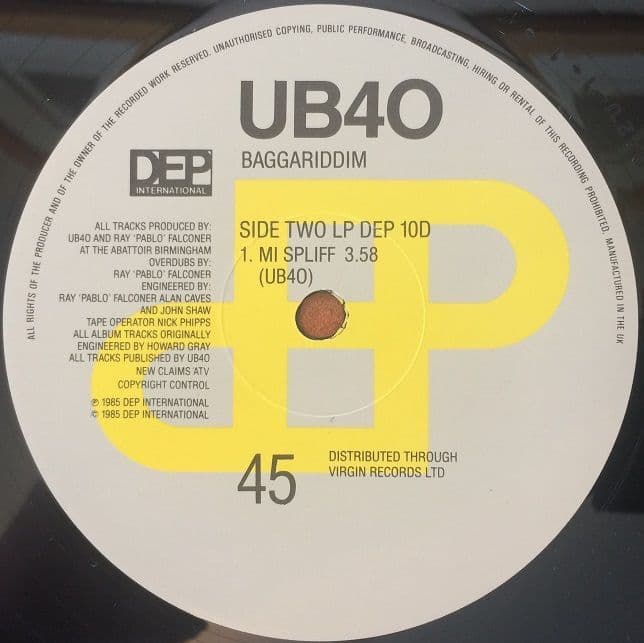 ALL RIGHTS OF THE PRODUCER AND OF THE OWNER OF THE RECORDED WORK RESERVED. UNAUTHORISED COPYING, PUBLIC PERFORMANCE, BROADCASTING, HIRING OR RENTAL OF THIS RECORDING PROHIBITED. MANUFACTURED IN THE UK
UB40
BAGGARIDDIM
DEP
INTERNATIONAL
SIDE TWO LP DEP 10D
1. MI SPLIFF 3.58
(UB40)
ALL TRACKS PRODUCED BY:
UB40 AND RAY 'PABLO' FALCONER
AT THE ABATTOIR BIRMINGHAM
OVERDUBS BY:
RAY 'PABLO' FALCONER
ENGINEERED BY:
RAY 'PABLO' FALCONER ALAN CAVES
AND JOHN SHAW
TAPE OPERATOR NICK PHIPPS
ALL ALBUM TRACKS ORIGINALLY
ENGINEERED BY HOWARD GRAY
ALL TRACKS PUBLISHED BY UB40
NEW CLAIMS ATV
COPYRIGHT CONTROL
℗ 1985 DEP INTERNATIONAL
© 1985 DEP INTERNATIONAL
45
DISTRIBUTED THROUGH
VIRGIN RECORDS LTD
dEP